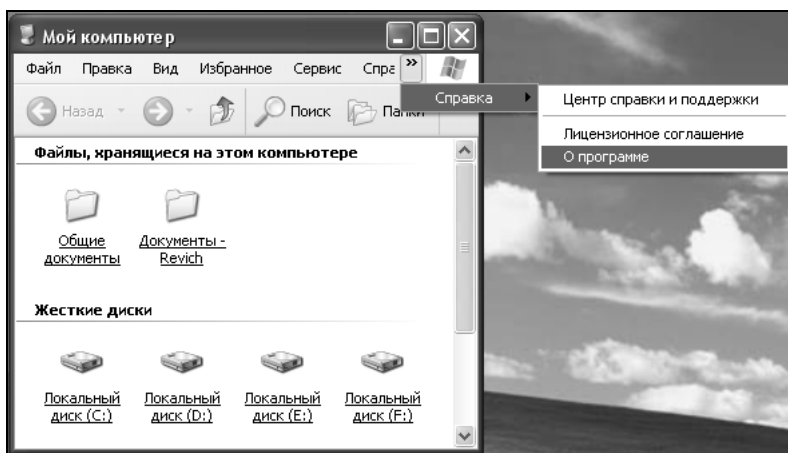 Мой компьютер
Файл Правка Вид Избранное Сервис Спра »
Справка
Центр справки и поддержки
Лицензионное соглашение
О программе
Назад Поиск Папки
Файлы, хранящиеся на этом компьютере
Общие документы
Документы - Revich
Жесткие диски
Локальный диск (C:)
Локальный диск (D:)
Локальный диск (E:)
Локальный диск (F:)